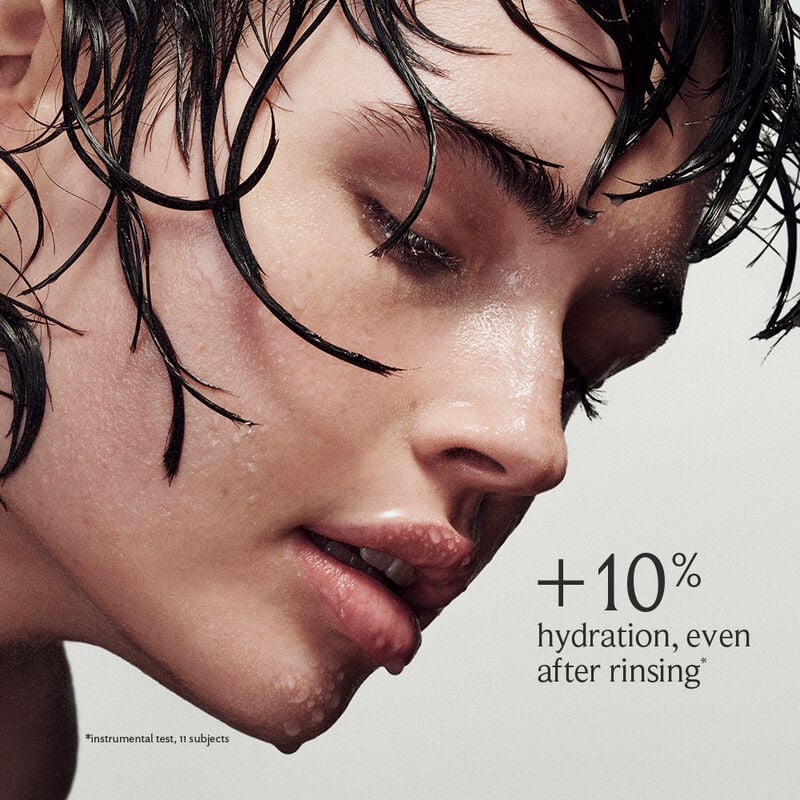 +10%
hydration, even
after rinsing*
*instrumental test, 11 subjects